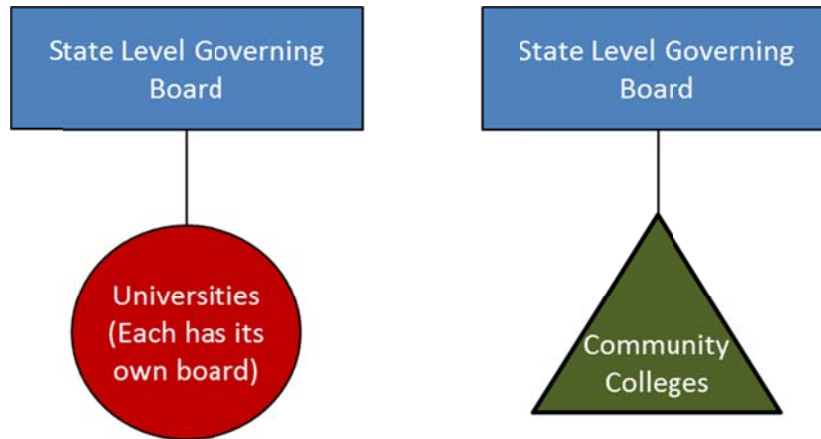 State Level Governing
Board
State Level Governing
Board
Universities
(Each has its
own board)
Community
Colleges